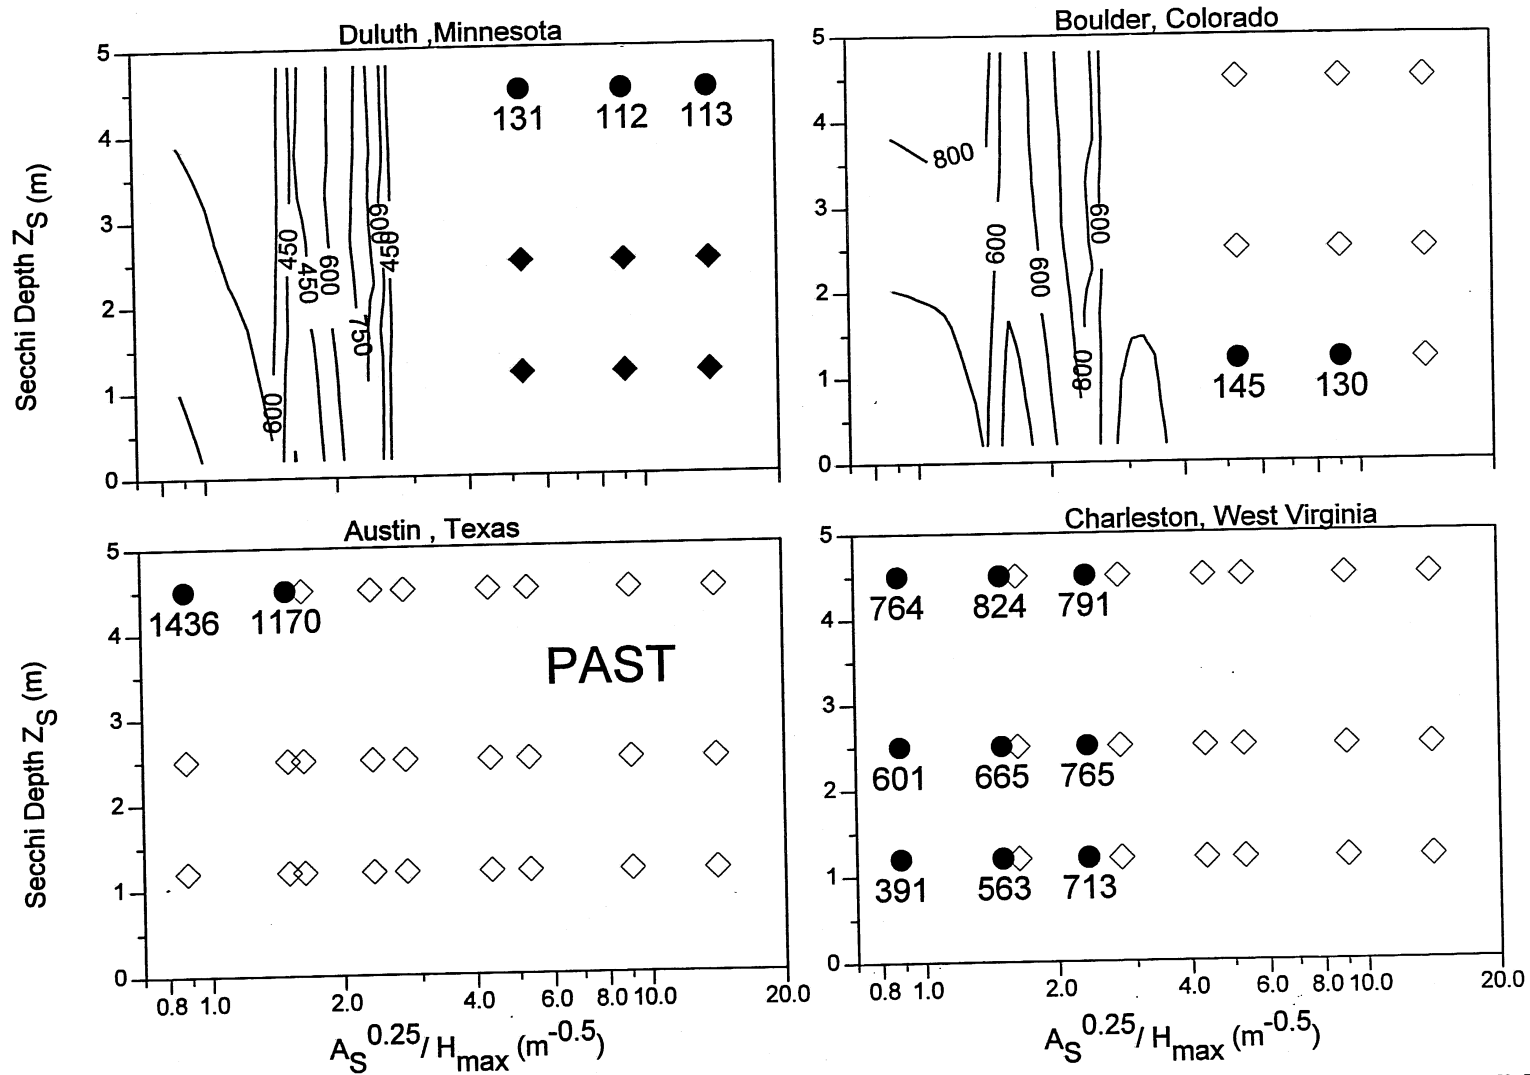 Duluth ,Minnesota
5
4
3
2
1
0
Secchi Depth Z_S (m)
131 112 113
450
450
600
600
450
750
600
Boulder, Colorado
5
4
3
2
1
0
800
600
600
600
800
145 130
Austin , Texas
5
4
3
2
1
0
Secchi Depth Z_S (m)
1436 1170
PAST
0.8 1.0 2.0 4.0 6.0 8.0 10.0 20.0
A_S^0.25 / H_max (m^-0.5)
Charleston, West Virginia
5
4
3
2
1
0
764 824 791
601 665 765
391 563 713
0.8 1.0 2.0 4.0 6.0 8.0 10.0 20.0
A_S^0.25 / H_max (m^-0.5)